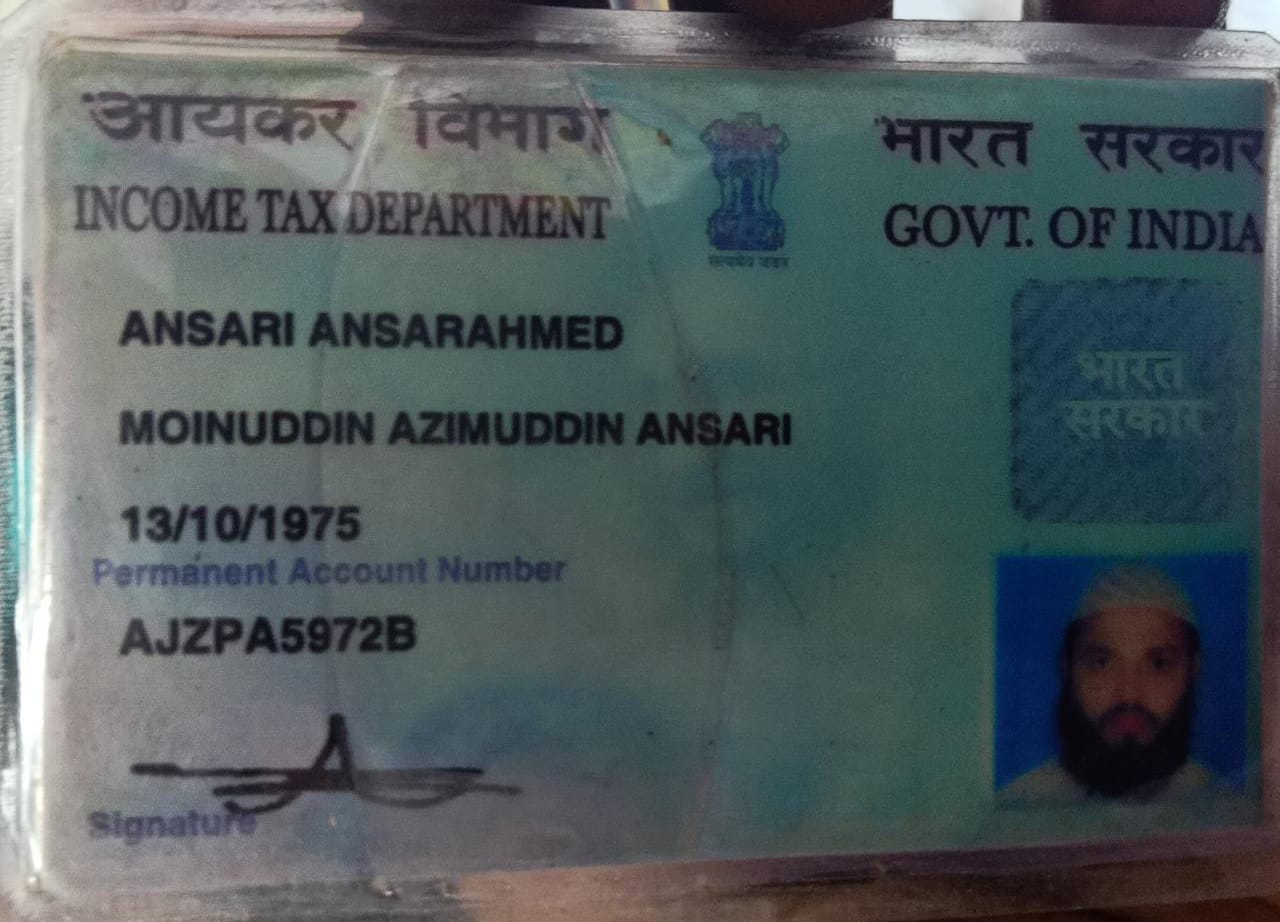 आयकर विभाग
INCOME TAX DEPARTMENT
सत्यमेव जयते
भारत सरकार
GOVT. OF INDIA
ANSARI ANSARAHMED
MOINUDDIN AZIMUDDIN ANSARI
13/10/1975
Permanent Account Number
AJZPA5972B
Signature
भारत
सरकार